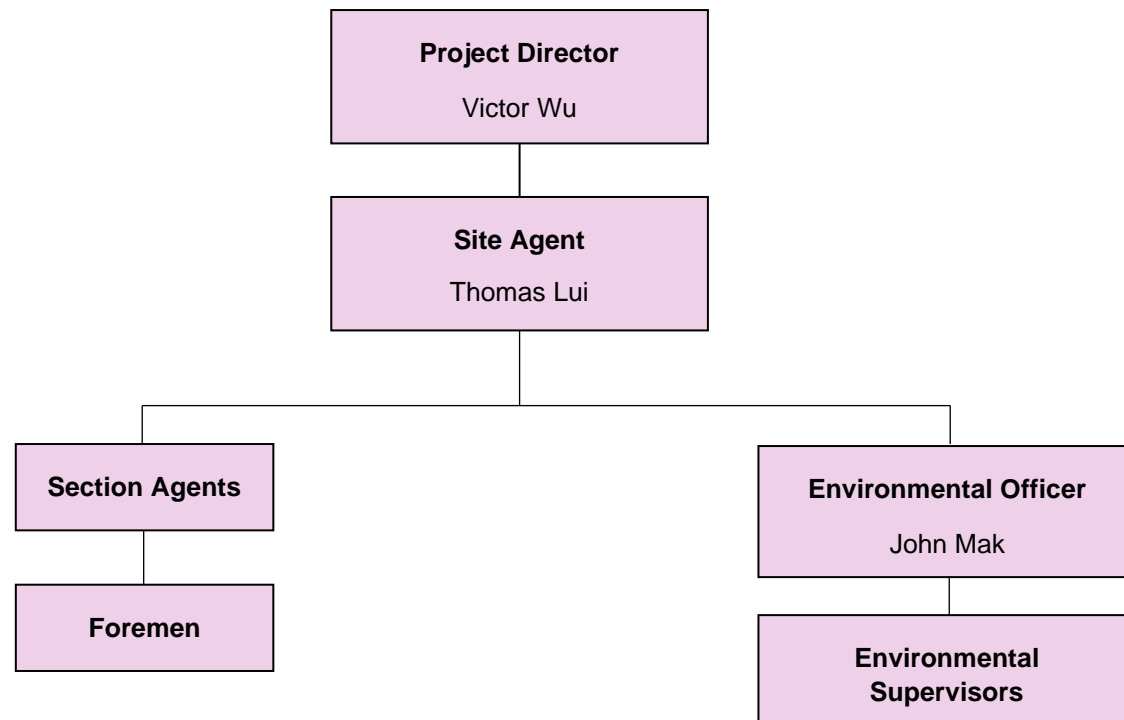 Project Director
Victor Wu
Site Agent
Thomas Lui
Section Agents
Foremen
Environmental Officer
John Mak
Environmental
Supervisors